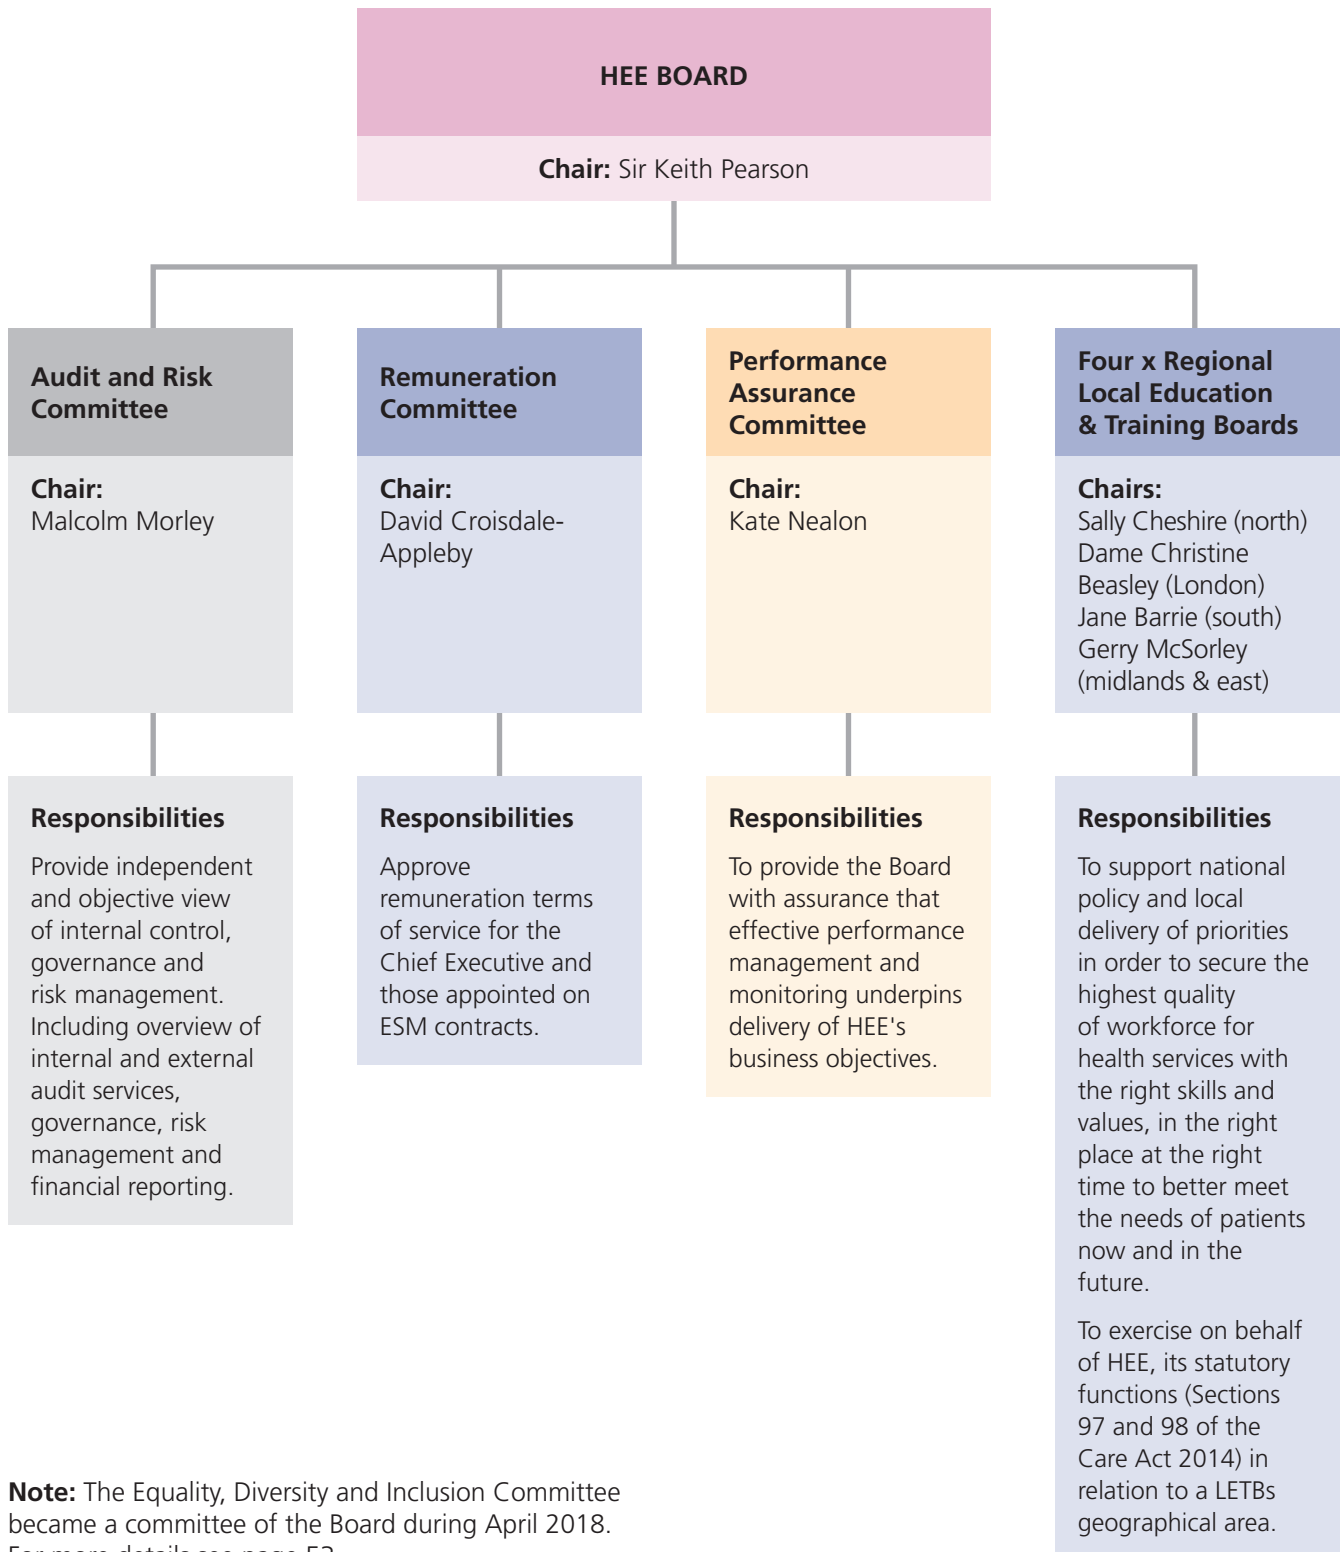 HEE BOARD
Chair: Sir Keith Pearson
Audit and Risk
Committee
Chair:
Malcolm Morley
Responsibilities
Provide independent
and objective view
of internal control,
governance and
risk management.
Including overview of
internal and external
audit services,
governance, risk
management and
financial reporting.
Remuneration
Committee
Chair:
David Croisdale-
Appleby
Responsibilities
Approve
remuneration terms
of service for the
Chief Executive and
those appointed on
ESM contracts.
Performance
Assurance
Committee
Chair:
Kate Nealon
Responsibilities
To provide the Board
with assurance that
effective performance
management and
monitoring underpins
delivery of HEE's
business objectives.
Four x Regional
Local Education
& Training Boards
Chairs:
Sally Cheshire (north)
Dame Christine
Beasley (London)
Jane Barrie (south)
Gerry McSorley
(midlands & east)
Responsibilities
To support national
policy and local
delivery of priorities
in order to secure the
highest quality
of workforce for
health services with
the right skills and
values, in the right
place at the right
time to better meet
the needs of patients
now and in the
future.
To exercise on behalf
of HEE, its statutory
functions (Sections
97 and 98 of the
Care Act 2014) in
relation to a LETBs
geographical area.
Note: The Equality, Diversity and Inclusion Committee
became a committee of the Board during April 2018.
For more details see page